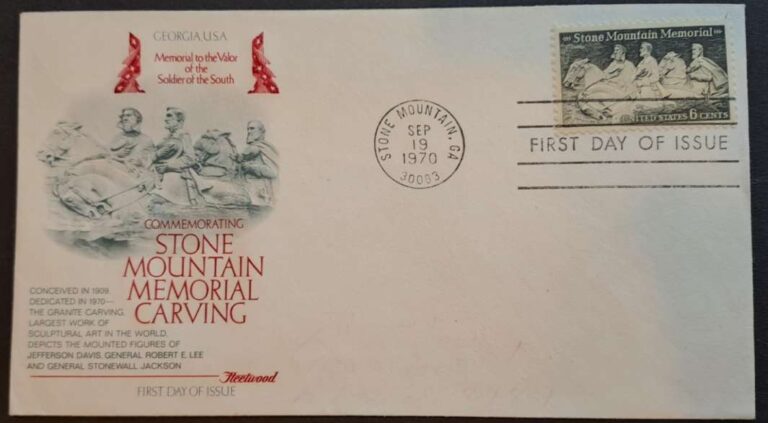 GEORGIA, U.S.A.
Memorial to the Valor
of the
Soldier of the South
COMMEMORATING
STONE
MOUNTAIN
MEMORIAL
CARVING
CONCEIVED IN 1909,
DEDICATED IN 1970—
THE GRANITE CARVING,
LARGEST WORK OF
SCULPTURAL ART IN THE WORLD,
DEPICTS THE MOUNTED FIGURES OF
JEFFERSON DAVIS, GENERAL ROBERT E. LEE
AND GENERAL STONEWALL JACKSON
Fleetwood
FIRST DAY OF ISSUE
STONE MOUNTAIN, GA
SEP
19
1970
30083
Stone Mountain Memorial
UNITED STATES 6 CENTS
FIRST DAY OF ISSUE